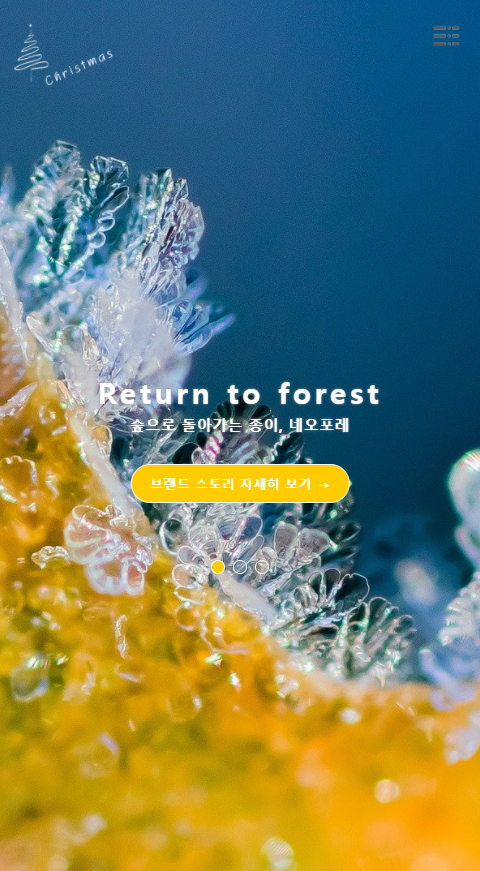 Christmas
Return to forest
숲으로 돌아가는 종이, 네오포레
브랜드 스토리 자세히 보기 →